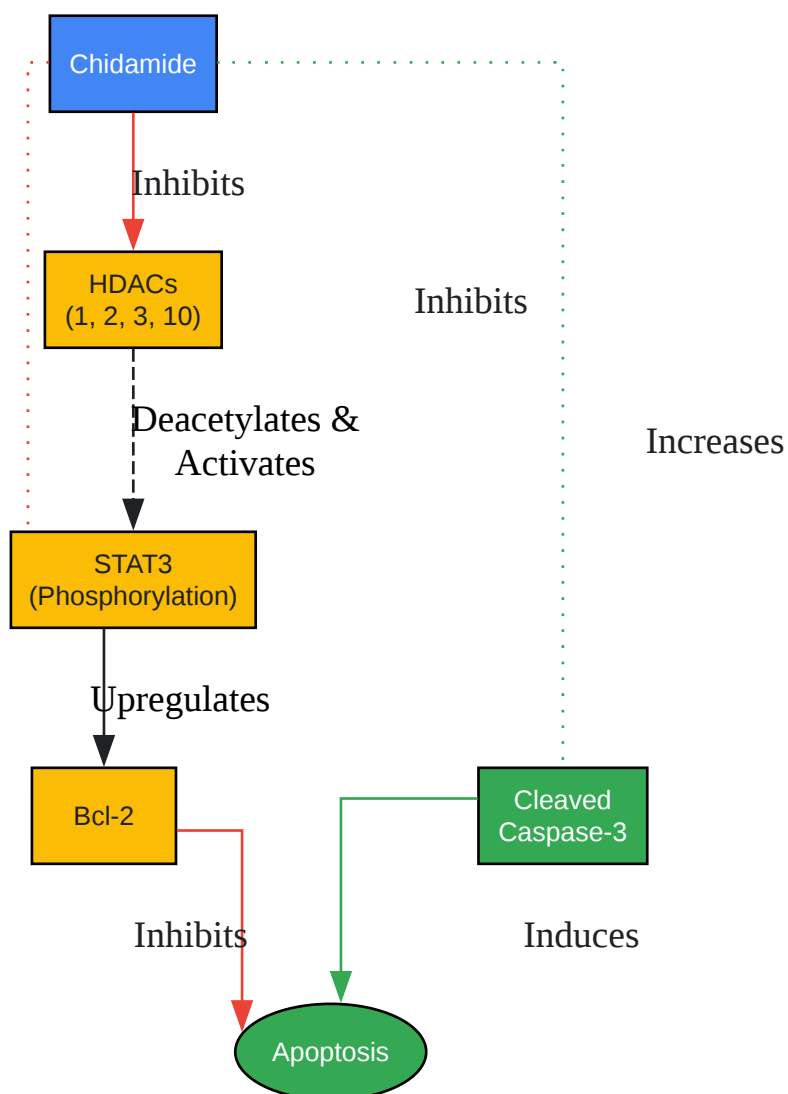 Chidamide
Inhibits
HDACs
(1, 2, 3, 10)
Inhibits
Deacetylates &
Activates
Increases
STAT3
(Phosphorylation)
Upregulates
Bcl-2
Cleaved
Caspase-3
Inhibits
Induces
Apoptosis